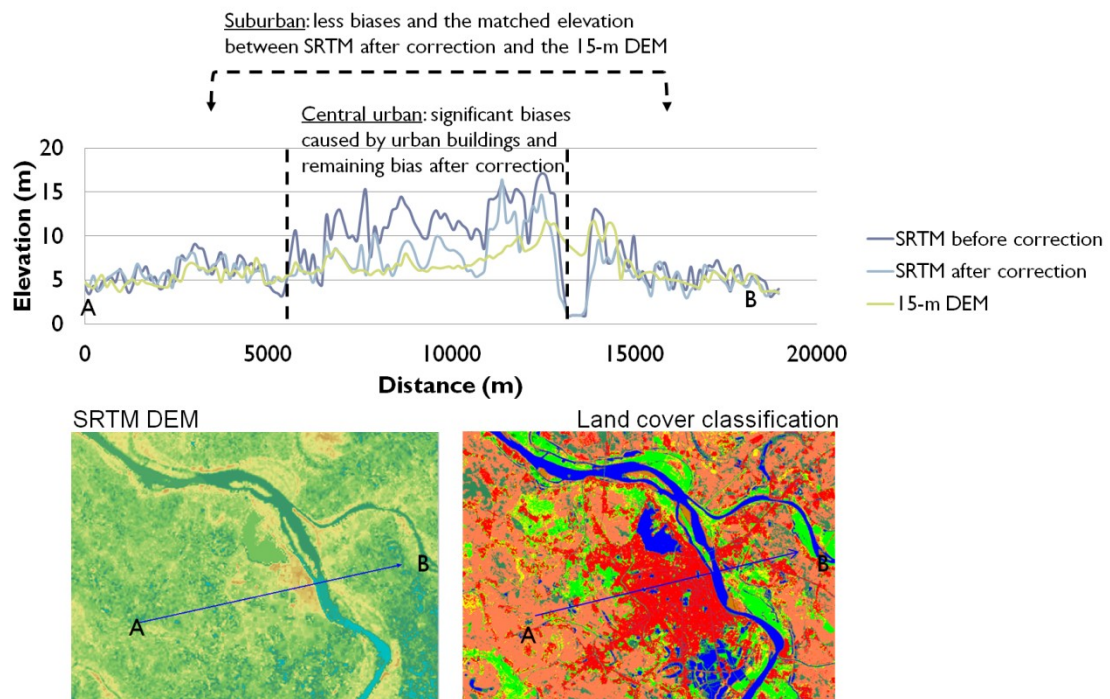 Suburban: less biases and the matched elevation
between SRTM after correction and the 15-m DEM
Central urban: significant biases
caused by urban buildings and
remaining bias after correction
20
15
10
5
0
Elevation (m)
A
B
0
5000
10000
15000
20000
Distance (m)
SRTM before correction
SRTM after correction
15-m DEM
SRTM DEM
Land cover classification
A
B
A
B